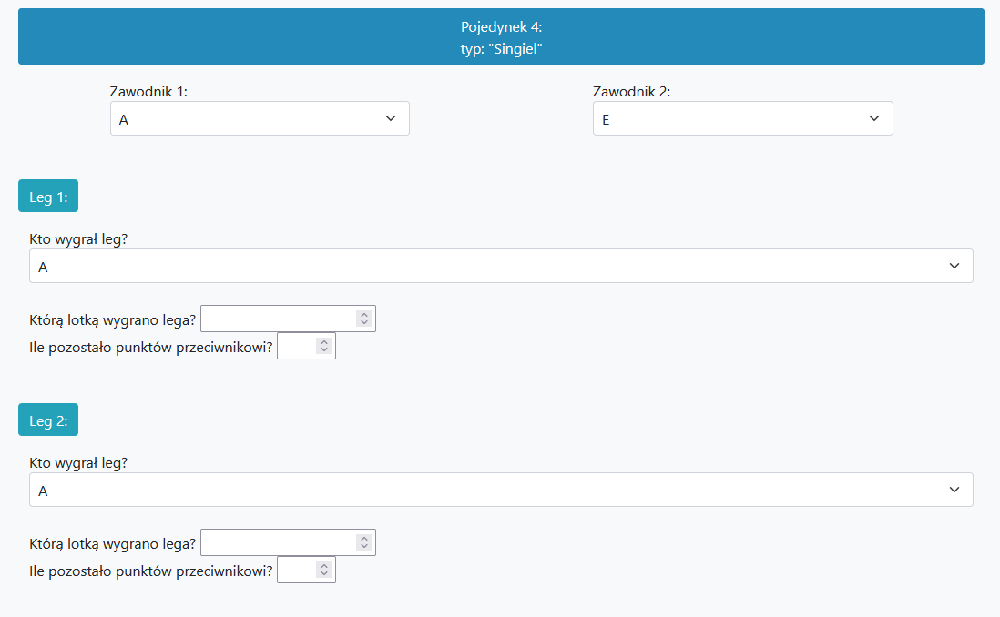 Pojedynek 4:
typ: "Singiel"
Zawodnik 1:
Zawodnik 2:
A
E
Leg 1:
Kto wygrał leg?
A
Którą lotką wygrano lega?
Ile pozostało punktów przeciwnikowi?
Leg 2:
Kto wygrał leg?
A
Którą lotką wygrano lega?
Ile pozostało punktów przeciwnikowi?